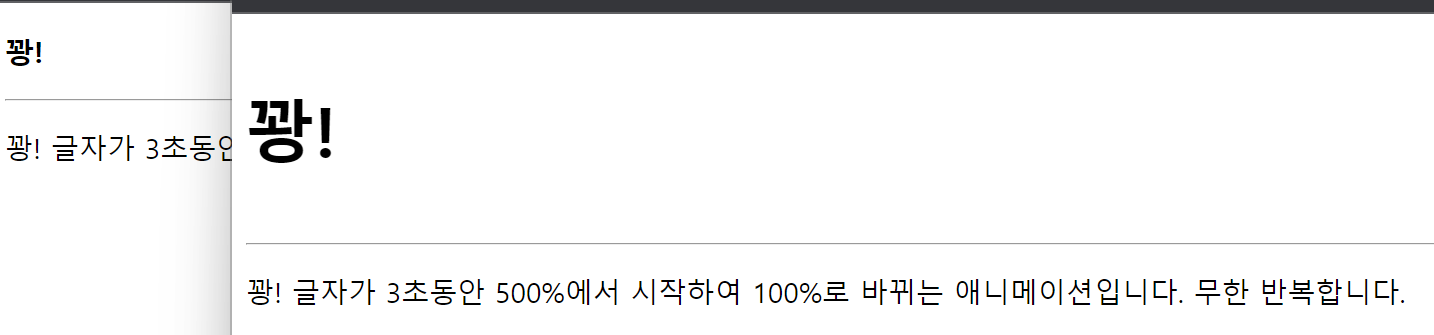 꽝!
꽝! 글자가 3초동안
꽝!
꽝! 글자가 3초동안 500%에서 시작하여 100%로 바뀌는 애니메이션입니다. 무한 반복합니다.